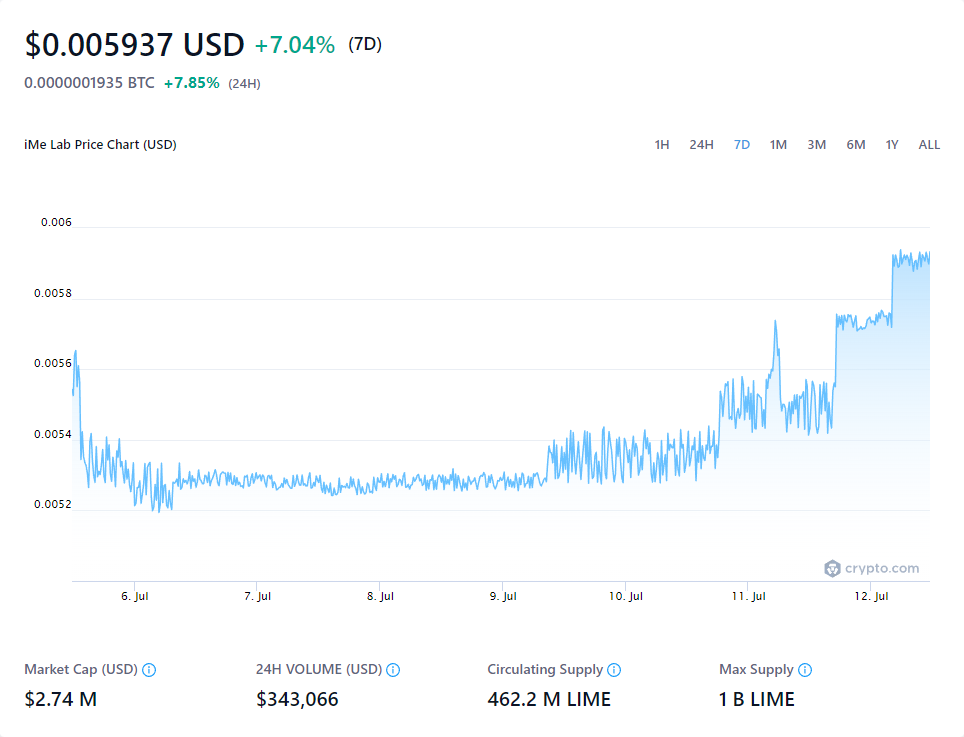 $0.005937 USD +7.04% (7D)
0.0000001935 BTC +7.85% (24H)
iMe Lab Price Chart (USD) 1H 24H 7D 1M 3M 6M 1Y ALL
0.006
0.0058
0.0056
0.0054
0.0052
crypto.com
6. Jul 7. Jul 8. Jul 9. Jul 10. Jul 11. Jul 12. Jul
Market Cap (USD) 24H VOLUME (USD) Circulating Supply Max Supply
$2.74 M $343,066 462.2 M LIME 1 B LIME